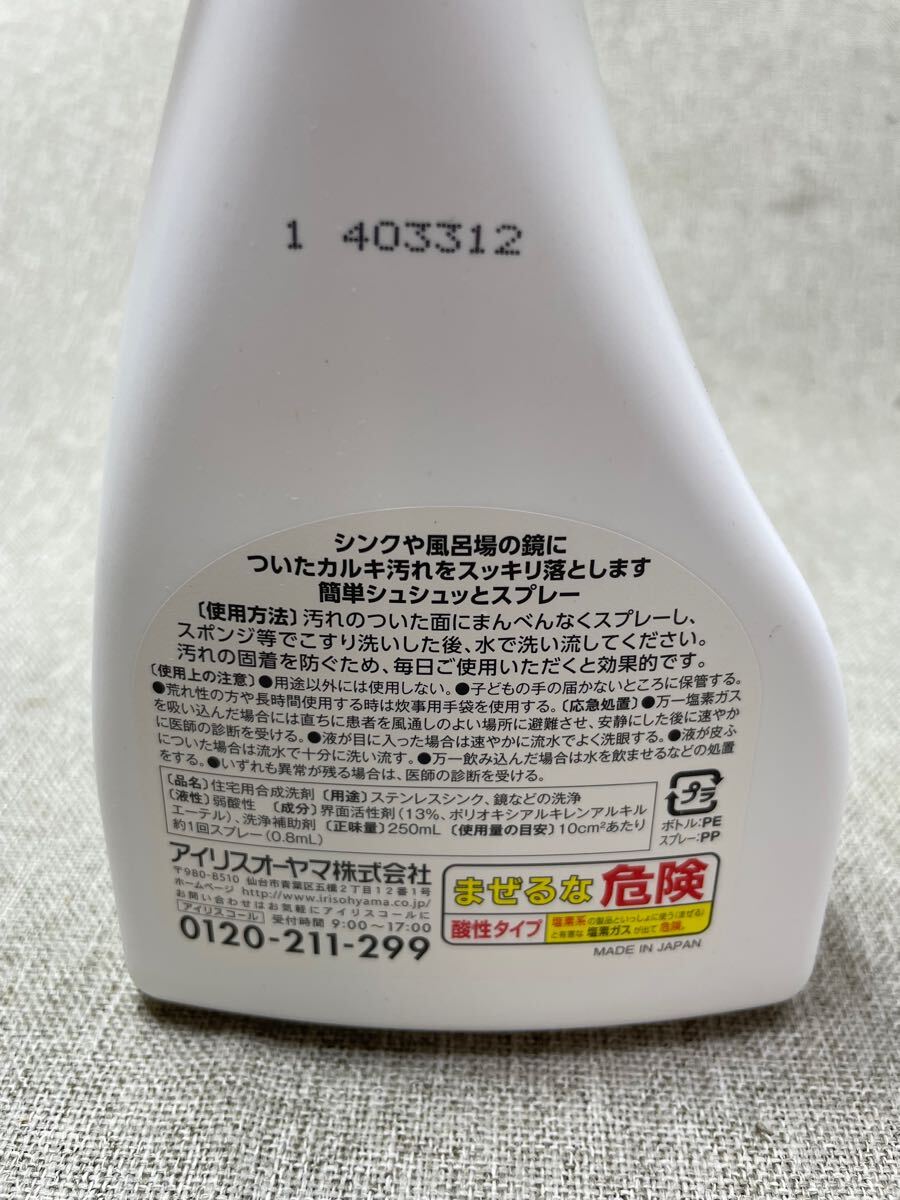 1 403312
シンクや風呂場の鏡に
ついたカルキ汚れをスッキリ落とします
簡単シュシュッとスプレー
〔使用方法〕汚れのついた面にまんべんなくスプレーし、
スポンジ等でこすり洗いした後、水で洗い流してください。
汚れの固着を防ぐため、毎日ご使用いただくと効果的です。
〔使用上の注意〕●用途以外には使用しない。●子どもの手の届かないところに保管する。
●荒れ性の方や長時間使用する時は炊事用手袋を使用する。〔応急処置〕●万一塩素ガス
を吸い込んだ場合には直ちに患者を風通しのよい場所に避難させ、安静にした後に速やか
に医師の診断を受ける。●液が目に入った場合は速やかに流水でよく洗眼する。●液が皮ふ
についた場合は流水で十分に洗い流す。●万一飲み込んだ場合は水を飲ませるなどの処置
をする。●いずれも異常が残る場合は、医師の診断を受ける。
〔品名〕住宅用合成洗剤〔用途〕ステンレスシンク、鏡などの洗浄
〔液性〕弱酸性〔成分〕界面活性剤(13%、ポリオキシアルキレンアルキル
エーテル)、洗浄補助剤〔正味量〕250mL〔使用量の目安〕10cm²あたり
約1回スプレー(0.8mL)
プラ
ボトル:PE
スプレー:PP
アイリスオーヤマ株式会社
〒980-8510 仙台市青葉区五橋2丁目12番1号
ホームページ http://www.irisohyama.co.jp/
お問い合わせはお気軽にアイリスコールに
アイリスコール 受付時間 9:00〜17:00
0120-211-299
まぜるな危険
酸性タイプ
塩素系の製品といっしょに使う(まぜる)
と有害な塩素ガスが出て危険。
MADE IN JAPAN